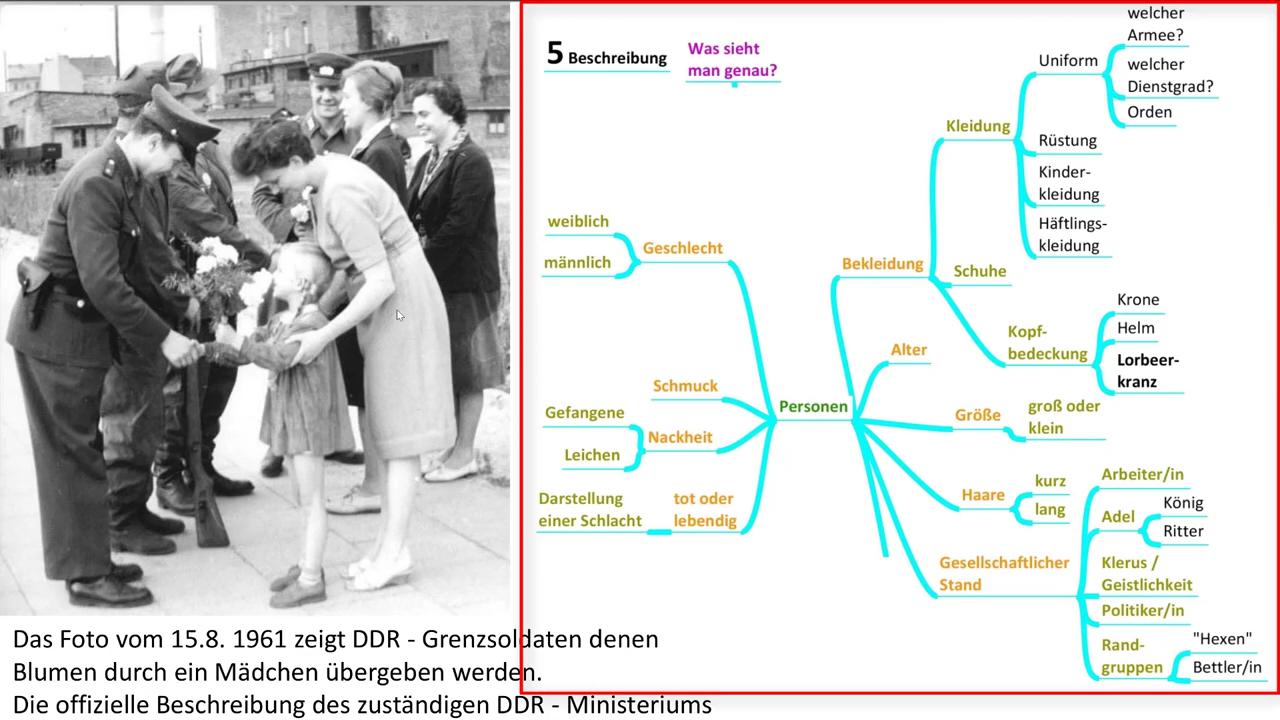 5 Beschreibung
Was sieht
man genau?
weiblich
männlich
Geschlecht
Schmuck
Gefangene
Leichen
Nackheit
Darstellung
einer Schlacht
tot oder
lebendig
Personen
Bekleidung
Kleidung
Uniform
welcher
Armee?
welcher
Dienstgrad?
Orden
Rüstung
Kinder-
kleidung
Häftlings-
kleidung
Schuhe
Kopf-
bedeckung
Krone
Helm
Lorbeer-
kranz
Alter
Größe
groß oder
klein
Haare
kurz
lang
Gesellschaftlicher
Stand
Arbeiter/in
Adel
König
Ritter
Klerus /
Geistlichkeit
Politiker/in
Rand-
gruppen
"Hexen"
Bettler/in
Das Foto vom 15.8. 1961 zeigt DDR - Grenzsoldaten denen
Blumen durch ein Mädchen übergeben werden.
Die offizielle Beschreibung des zuständigen DDR - Ministeriums